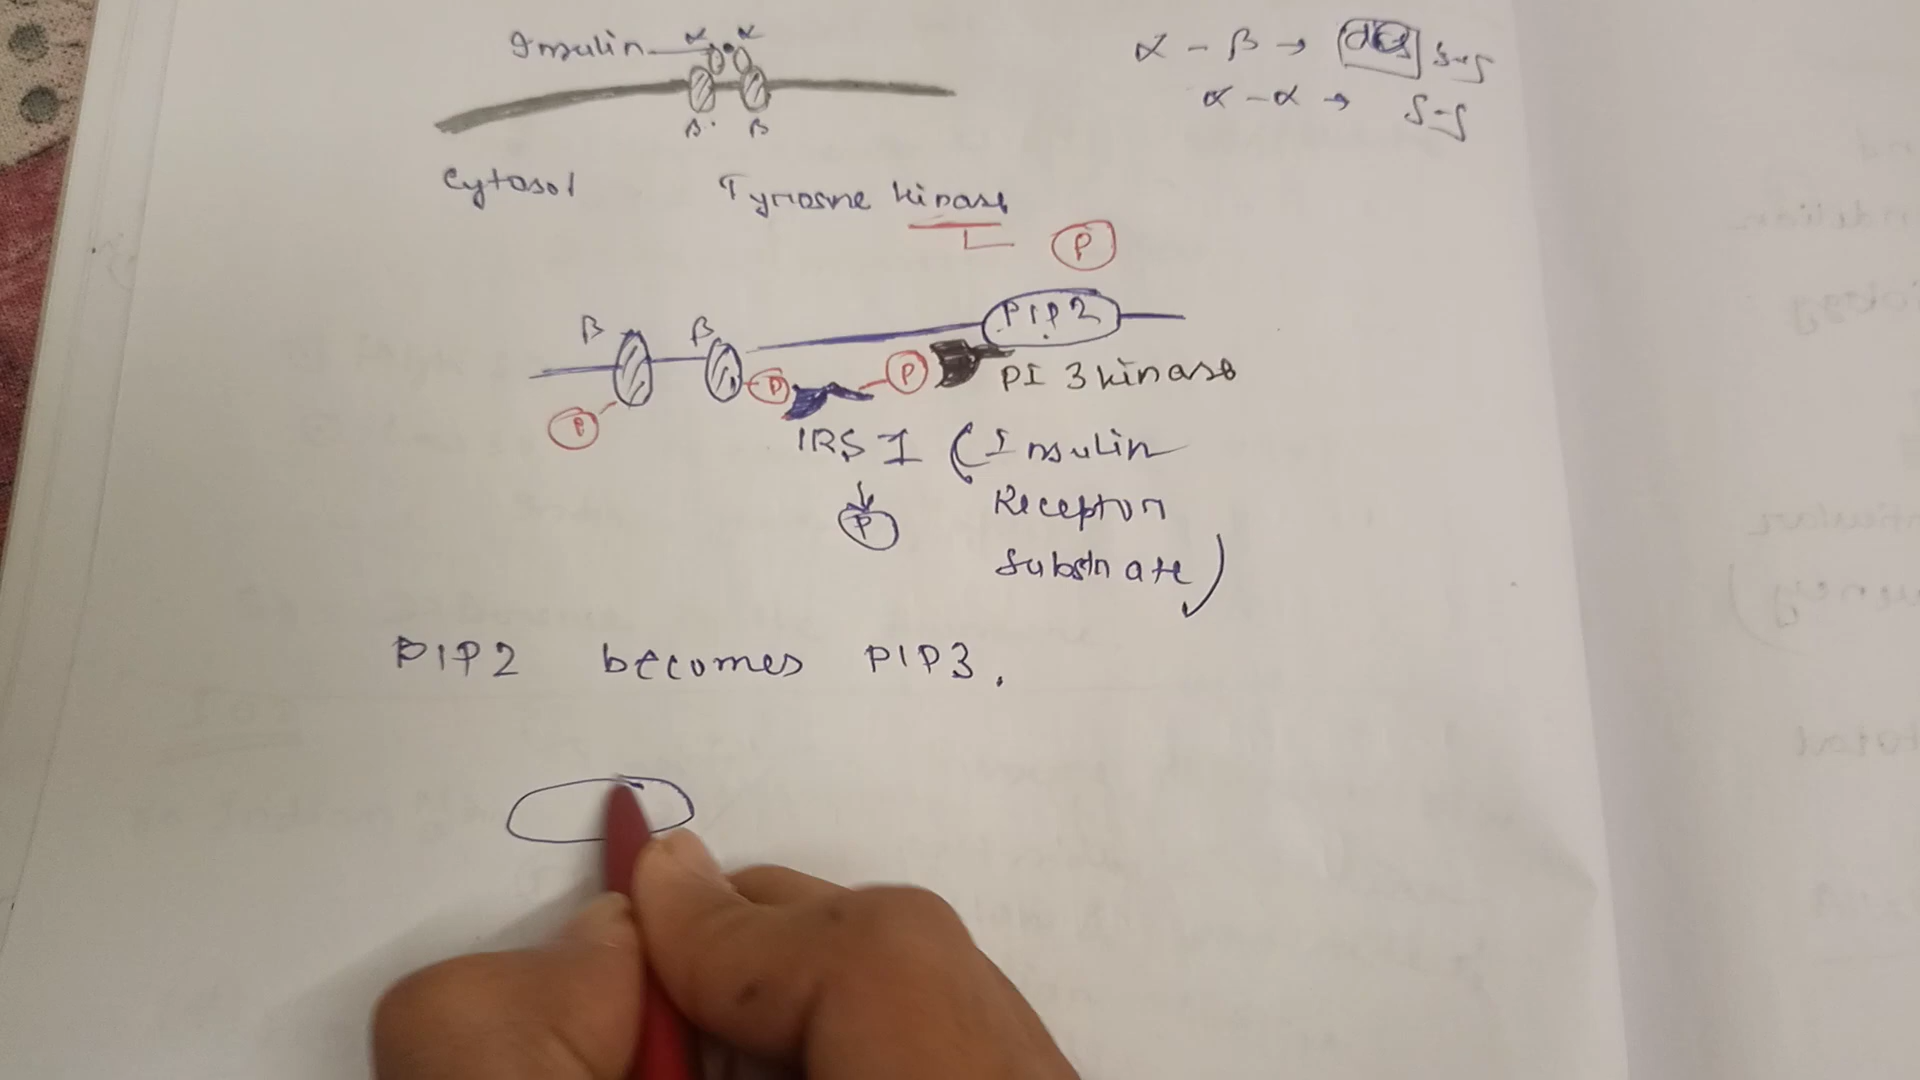 Insulin α α
α - β → S-S
α - α → S-S
β β
Cytosol Tyrosine kinase
P
β β PIP2
P P P PI 3 kinase
IRS I (Insulin
P Receptor
Substrate)
PIP2 becomes PIP3.